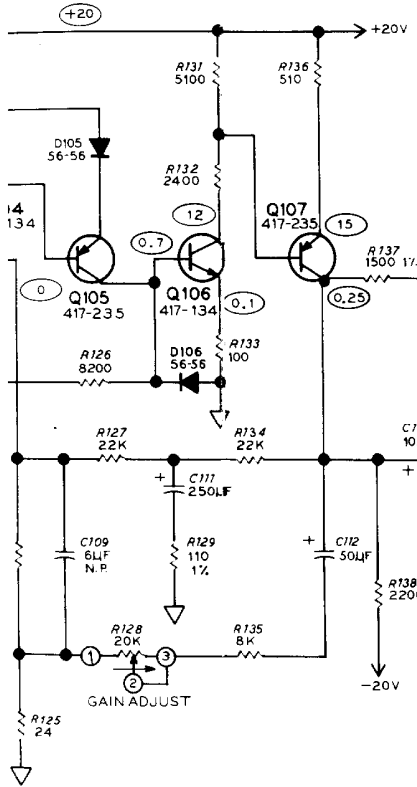 +20
+20V
R131
5100
R136
510
D105
56-56
R132
2400
134
12
Q107
417-235
15
0.7
R137
1500
0
Q105
417-235
Q106
417-134
0.1
0.25
D106
56-56
R133
100
R126
8200
R127
22K
R134
22K
10
+
C111
250µF
+
C109
6µF
N.P.
R129
110
1%
+
C112
50µF
R138
220
R128
20K
R135
8K
1
3
2
GAIN ADJUST
-20V
R125
24